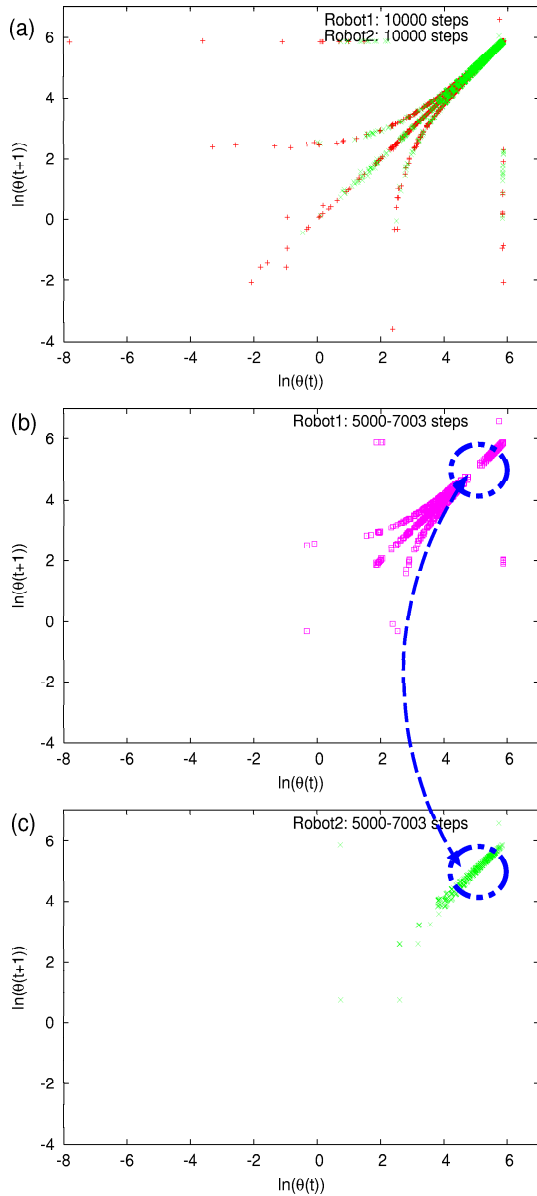 (a)
Robot1: 10000 steps
Robot2: 10000 steps
6
4
2
0
-2
-4
ln(θ(t+1))
-8 -6 -4 -2 0 2 4 6
ln(θ(t))
(b)
Robot1: 5000-7003 steps
6
4
2
0
-2
-4
ln(θ(t+1))
-8 -6 -4 -2 0 2 4 6
ln(θ(t))
(c)
Robot2: 5000-7003 steps
6
4
2
0
-2
-4
ln(θ(t+1))
-8 -6 -4 -2 0 2 4 6
ln(θ(t))